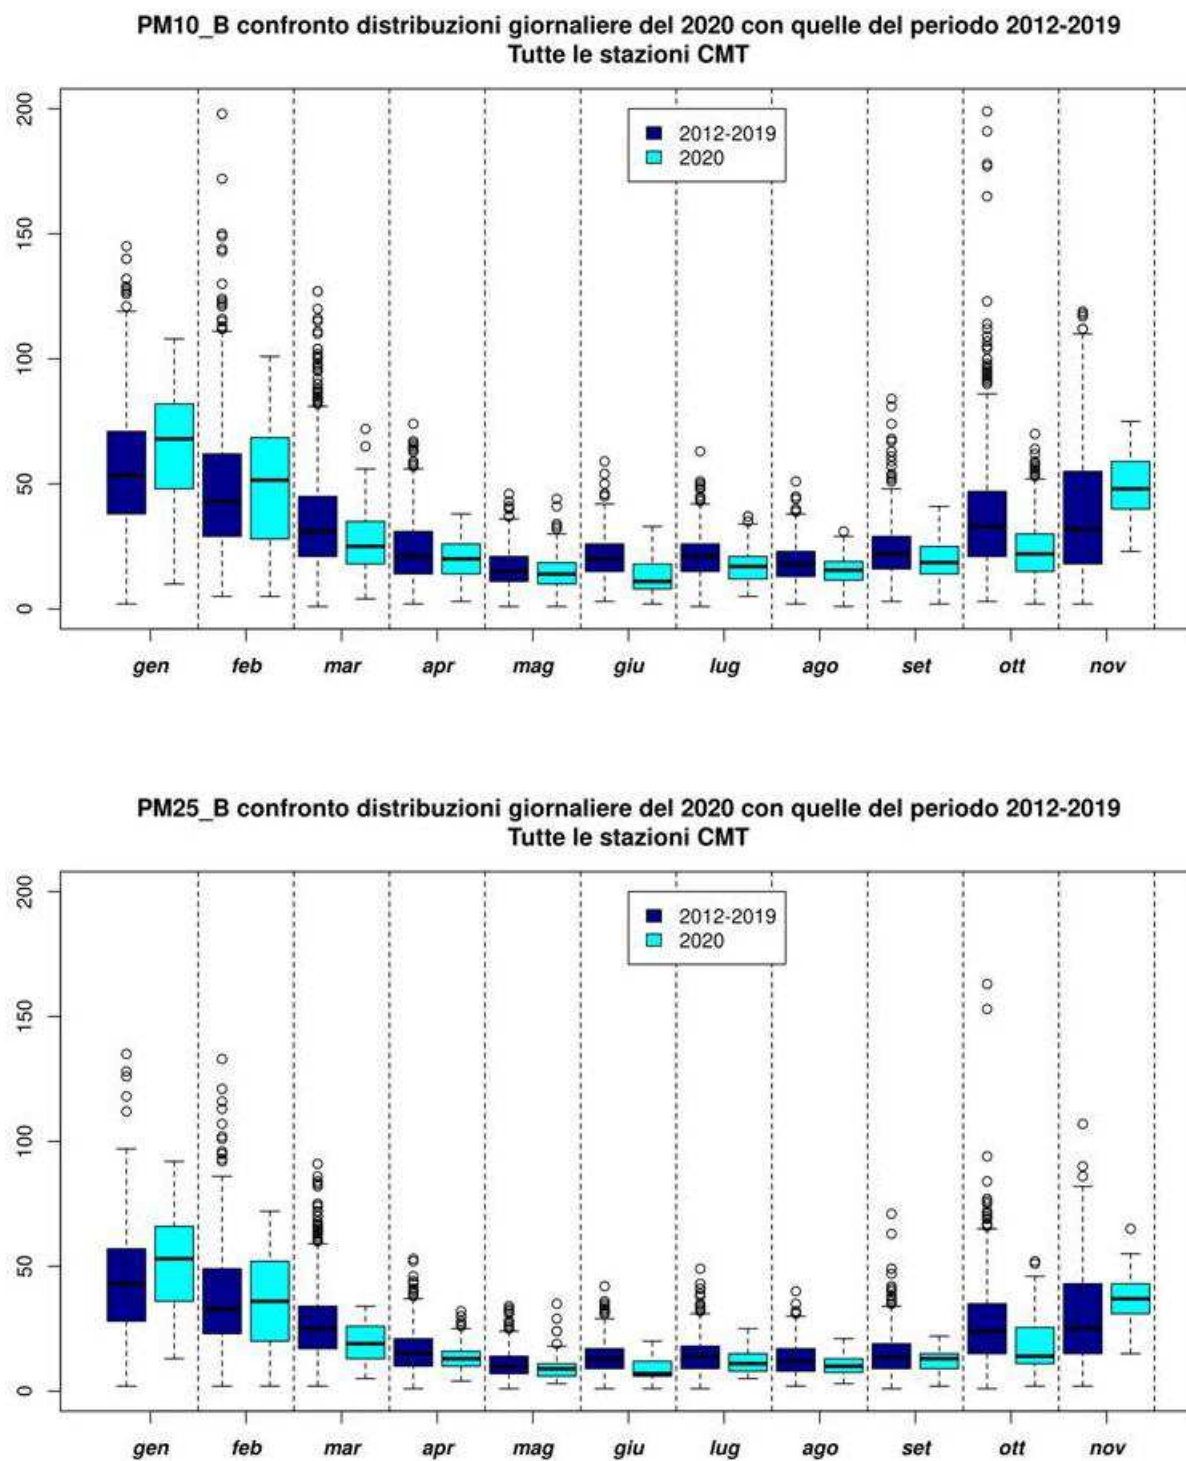 PM10_B confronto distribuzioni giornaliere del 2020 con quelle del periodo 2012-2019
Tutte le stazioni CMT
200
150
100
50
0
2012-2019
2020
gen feb mar apr mag giu lug ago set ott nov
PM25_B confronto distribuzioni giornaliere del 2020 con quelle del periodo 2012-2019
Tutte le stazioni CMT
200
150
100
50
0
2012-2019
2020
gen feb mar apr mag giu lug ago set ott nov